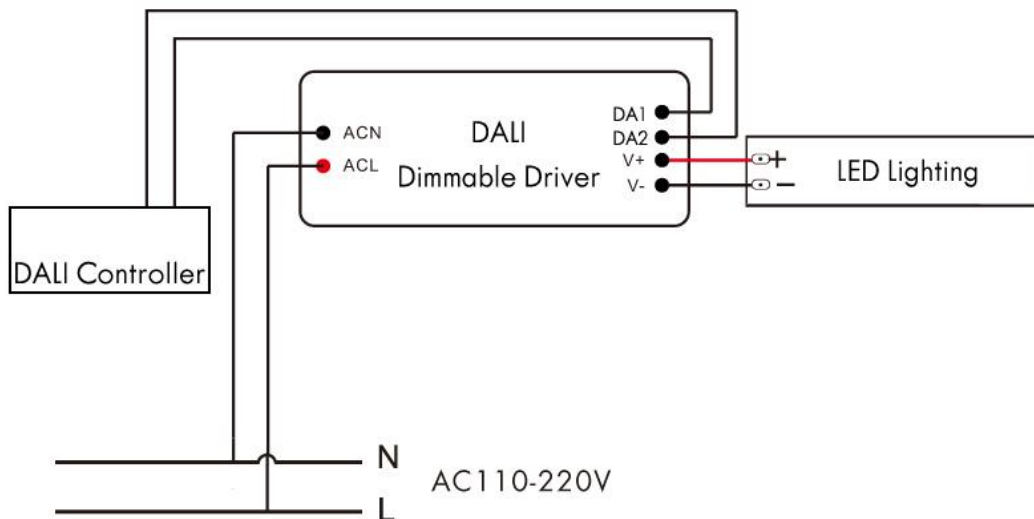 DALI
Dimmable Driver
ACN
ACL
DA1
DA2
V+
V-
+
−
LED Lighting
DALI Controller
N
AC110-220V
L